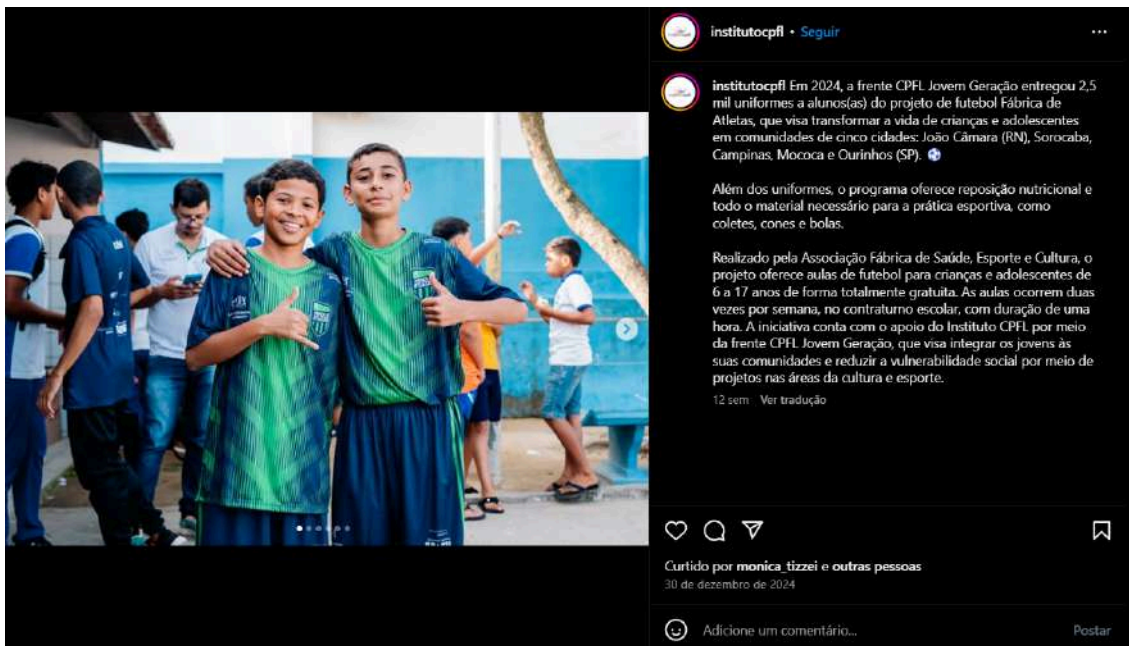 institutocpfl • Seguir
institutocpfl Em 2024, a frente CPFL Jovem Geração entregou 2,5
mil uniformes a alunos(as) do projeto de futebol Fábrica de
Atletas, que visa transformar a vida de crianças e adolescentes
em comunidades de cinco cidades: João Câmara (RN), Sorocaba,
Campinas, Mococa e Ourinhos (SP). ⚽
Além dos uniformes, o programa oferece reposição nutricional e
todo o material necessário para a prática esportiva, como
coletes, cones e bolas.
Realizado pela Associação Fábrica de Saúde, Esporte e Cultura, o
projeto oferece aulas de futebol para crianças e adolescentes de
6 a 17 anos de forma totalmente gratuita. As aulas ocorrem duas
vezes por semana, no contraturno escolar, com duração de uma
hora. A iniciativa conta com o apoio do Instituto CPFL por meio
da frente CPFL Jovem Geração, que visa integrar os jovens às
suas comunidades e reduzir a vulnerabilidade social por meio de
projetos nas áreas da cultura e esporte.
12 sem Ver tradução
Curtido por monica_tizzei e outras pessoas
30 de dezembro de 2024
Adicione um comentário... Postar